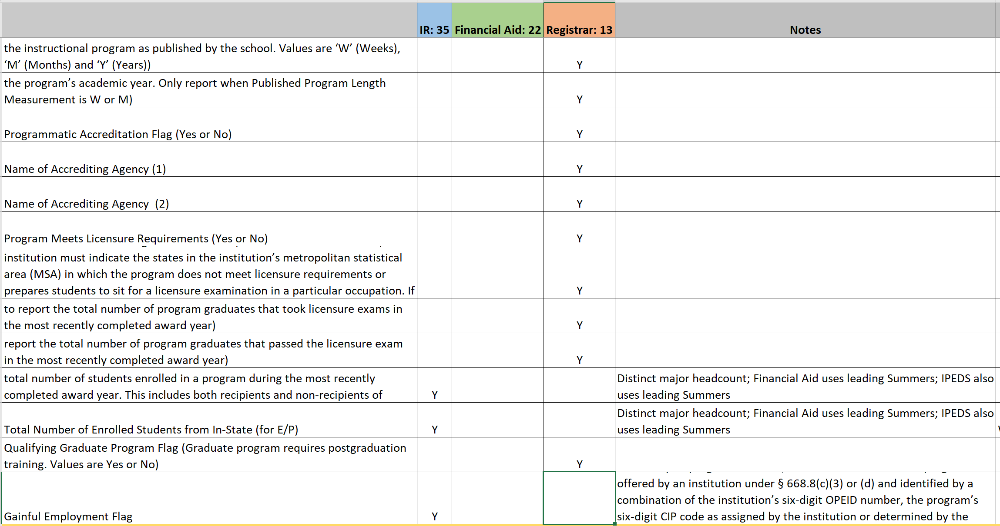 IR: 35 Financial Aid: 22 Registrar: 13 Notes
the instructional program as published by the school. Values are ‘W’ (Weeks),
‘M’ (Months) and ‘Y’ (Years))
Y
the program’s academic year. Only report when Published Program Length
Measurement is W or M)
Y
Programmatic Accreditation Flag (Yes or No)
Y
Name of Accrediting Agency (1)
Y
Name of Accrediting Agency  (2)
Y
Program Meets Licensure Requirements (Yes or No)
Y
institution must indicate the states in the institution’s metropolitan statistical
area (MSA) in which the program does not meet licensure requirements or
prepares students to sit for a licensure examination in a particular occupation. If
Y
to report the total number of program graduates that took licensure exams in
the most recently completed award year)
Y
report the total number of program graduates that passed the licensure exam
in the most recently completed award year)
Y
total number of students enrolled in a program during the most recently
completed award year. This includes both recipients and non-recipients of
Y
Distinct major headcount; Financial Aid uses leading Summers; IPEDS also
uses leading Summers
Total Number of Enrolled Students from In-State (for E/P)
Y
Distinct major headcount; Financial Aid uses leading Summers; IPEDS also
uses leading Summers
Qualifying Graduate Program Flag (Graduate program requires postgraduation
training. Values are Yes or No)
Y
Gainful Employment Flag
Y
offered by an institution under § 668.8(c)(3) or (d) and identified by a
combination of the institution’s six-digit OPEID number, the program’s
six-digit CIP code as assigned by the institution or determined by the